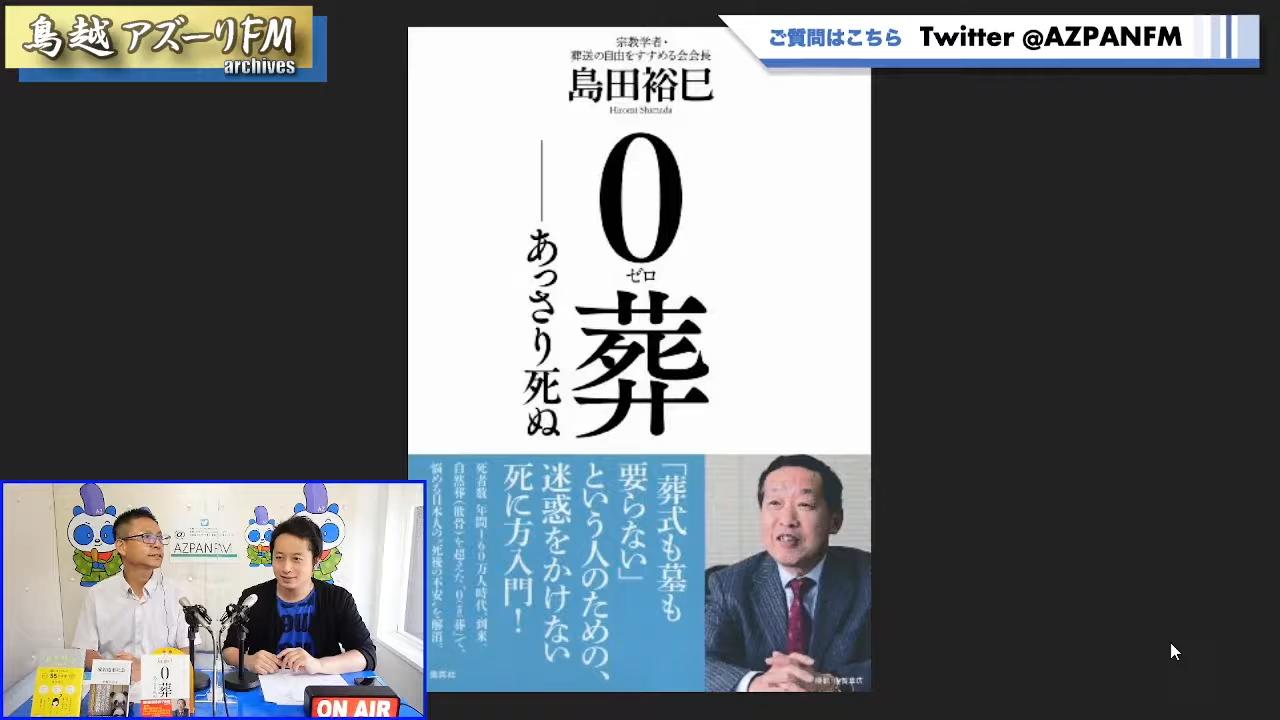 鳥越アズーリFM
archives
ご質問はこちら Twitter @AZPANFM
宗教学者・
葬送の自由をすすめる会会長
島田裕巳
Hiromi Shimada
0
ゼロ
葬
――あっさり死ぬ
「葬式も墓も
要らない」
という人のための、
迷惑をかけない
死に方入門！
死者数 年間160万人時代、到来。
自然葬(散骨)を超えた、"0(ゼロ)葬"で、
悩める日本人の"死後の不安"を解消。
集英社
@
AZPANFM
0
葬
ON AIR